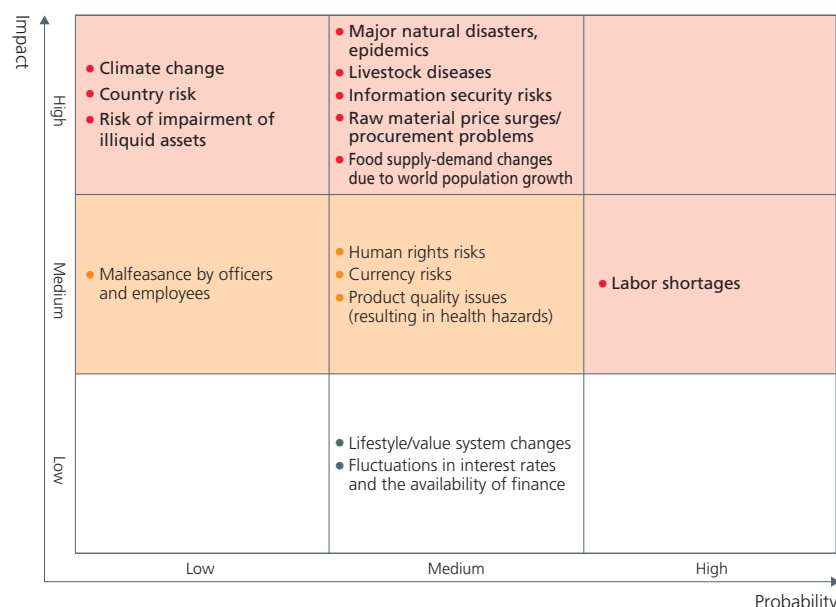 Impact
High
● Climate change
● Country risk
● Risk of impairment of
illiquid assets
● Major natural disasters,
epidemics
● Livestock diseases
● Information security risks
● Raw material price surges/
procurement problems
● Food supply-demand changes
due to world population growth
Medium
● Malfeasance by officers
and employees
● Human rights risks
● Currency risks
● Product quality issues
(resulting in health hazards)
● Labor shortages
Low
● Lifestyle/value system changes
● Fluctuations in interest rates
and the availability of finance
Low
Medium
High
Probability